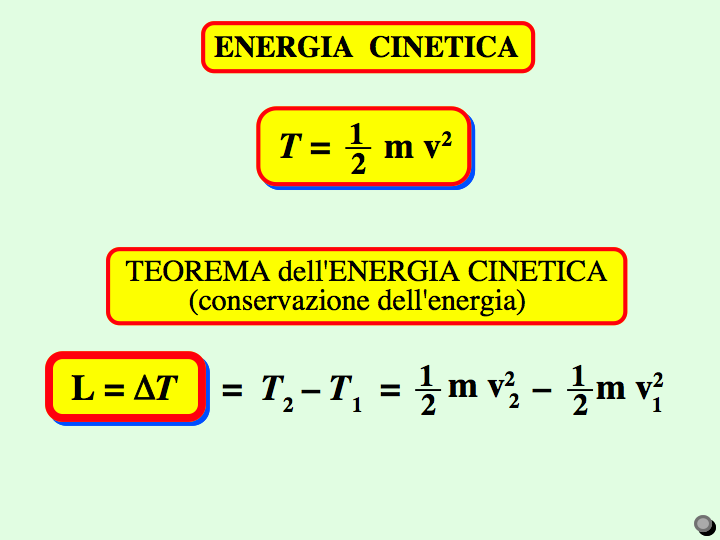 ENERGIA CINETICA
T = 1/2 m v²
TEOREMA dell'ENERGIA CINETICA
(conservazione dell'energia)
L = ΔT = T₂ – T₁ = 1/2 m v₂² – 1/2 m v₁²